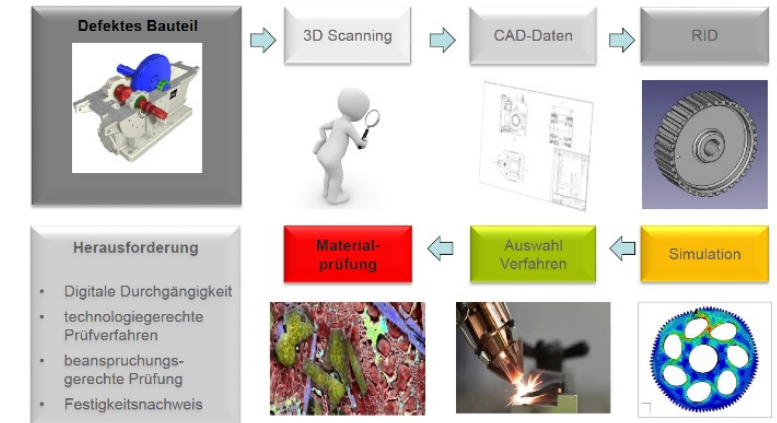 Defektes Bauteil
3D Scanning
CAD-Daten
RID
Herausforderung
• Digitale Durchgängigkeit
• technologiegerechte
Prüfverfahren
• beanspruchungs-
gerechte Prüfung
• Festigkeitsnachweis
Material-
prüfung
Auswahl
Verfahren
Simulation